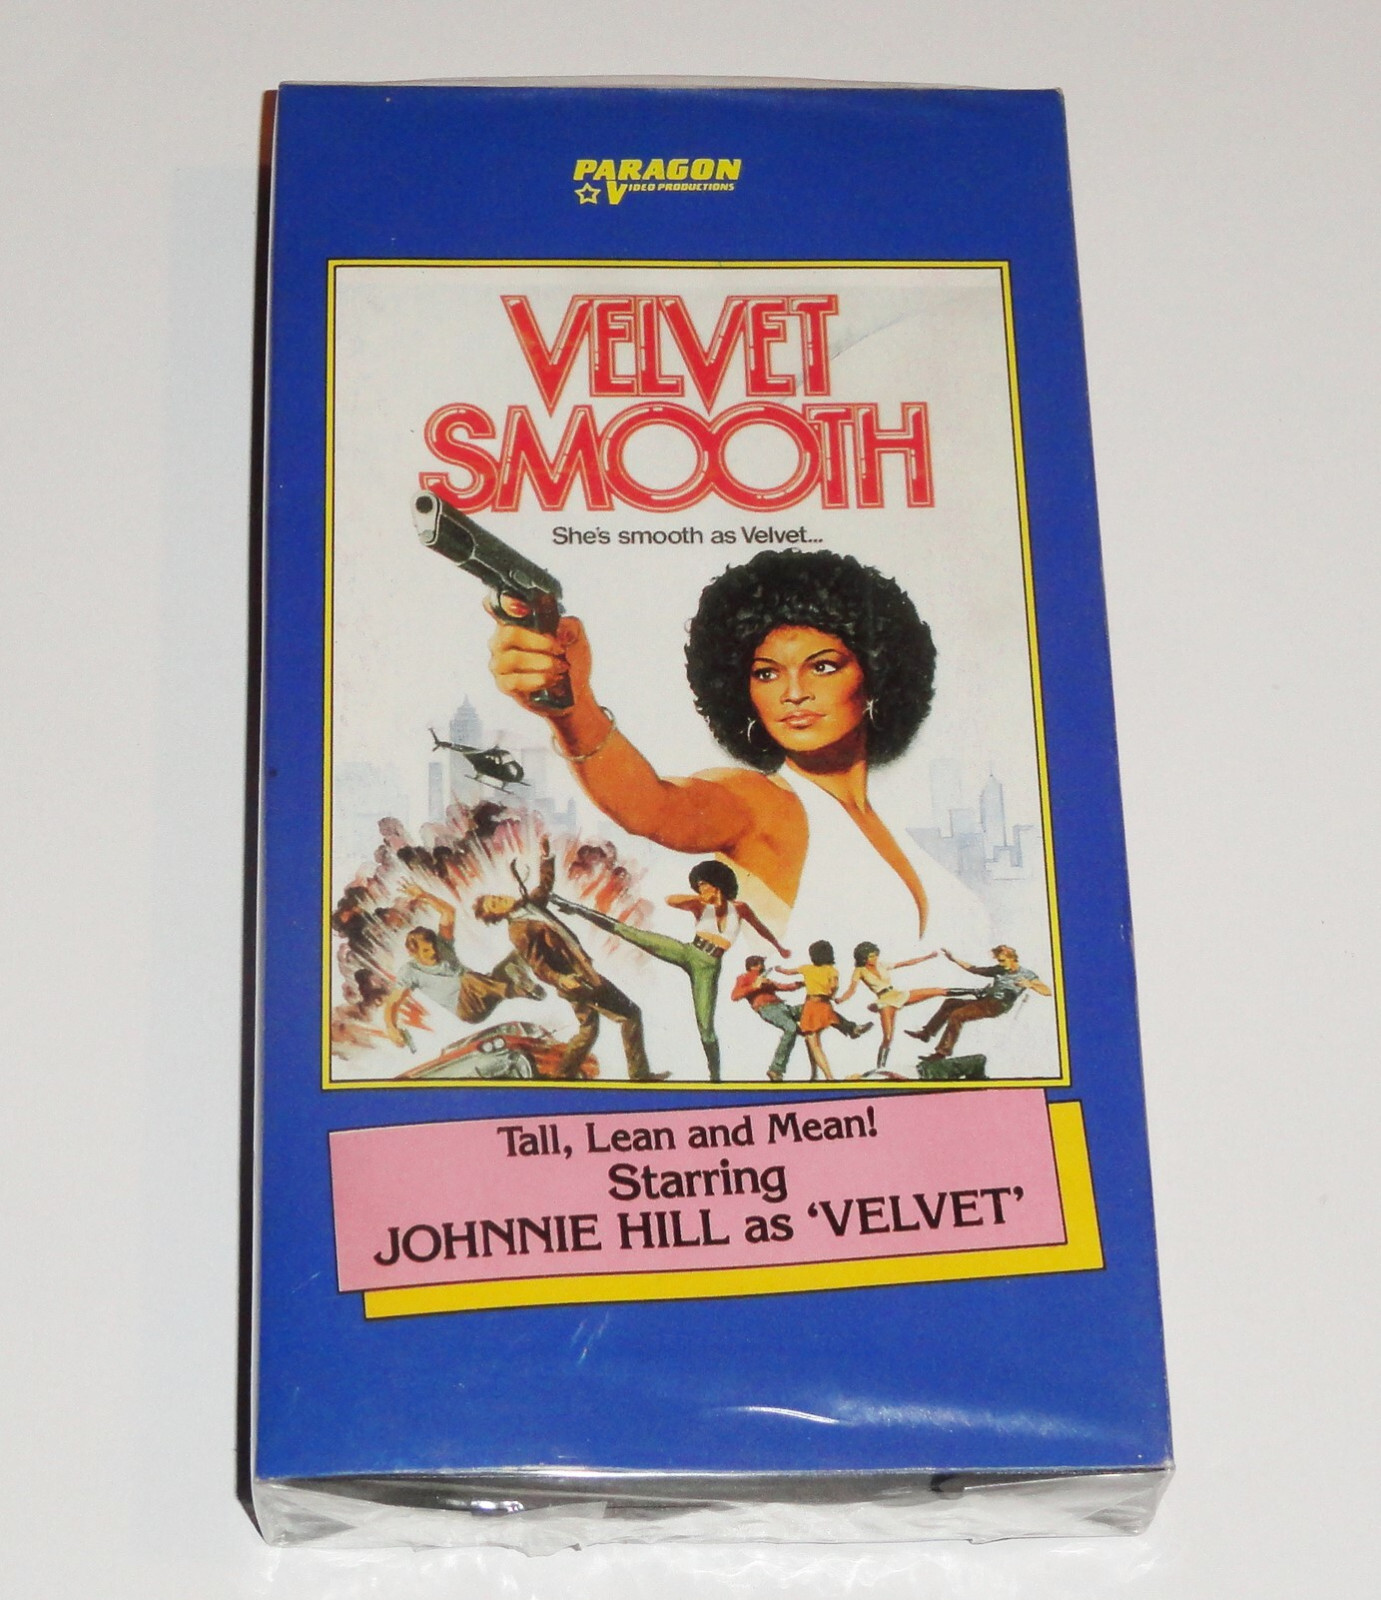 PARAGON
VIDEO PRODUCTIONS
VELVET
SMOOTH
She's smooth as Velvet...
Tall, Lean and Mean!
Starring
JOHNNIE HILL as ‘VELVET’